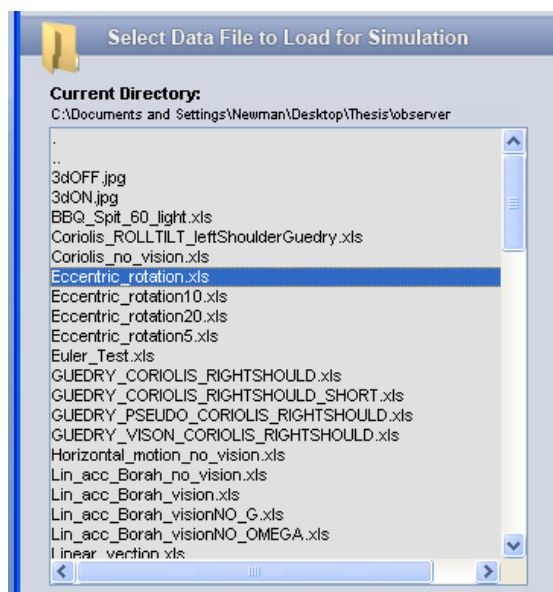 Select Data File to Load for Simulation
Current Directory:
C:\Documents and Settings\Newman\Desktop\Thesis\observer
.
..
3dOFF.jpg
3dON.jpg
BBQ_Spit_60_light.xls
Coriolis_ROLLTILT_leftShoulderGuedry.xls
Coriolis_no_vision.xls
Eccentric_rotation.xls
Eccentric_rotation10.xls
Eccentric_rotation20.xls
Eccentric_rotation5.xls
Euler_Test.xls
GUEDRY_CORIOLIS_RIGHTSHOULD.xls
GUEDRY_CORIOLIS_RIGHTSHOULD_SHORT.xls
GUEDRY_PSEUDO_CORIOLIS_RIGHTSHOULD.xls
GUEDRY_VISON_CORIOLIS_RIGHTSHOULD.xls
Horizontal_motion_no_vision.xls
Lin_acc_Borah_no_vision.xls
Lin_acc_Borah_vision.xls
Lin_acc_Borah_visionNO_G.xls
Lin_acc_Borah_visionNO_OMEGA.xls
Linear_vection.xls